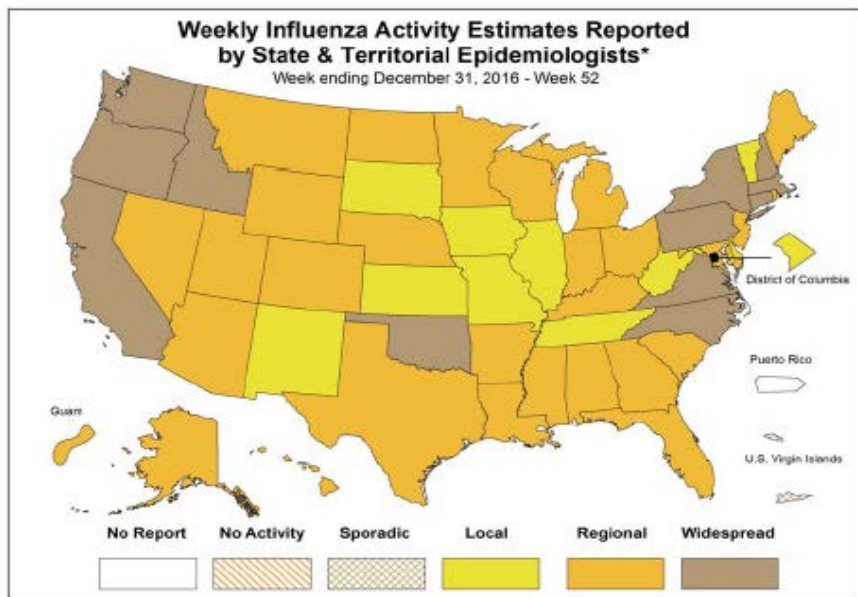 Weekly Influenza Activity Estimates Reported
by State & Territorial Epidemiologists*
Week ending December 31, 2016 - Week 52
District of Columbia
Puerto Rico
Guam
U.S. Virgin Islands
No Report No Activity Sporadic Local Regional Widespread